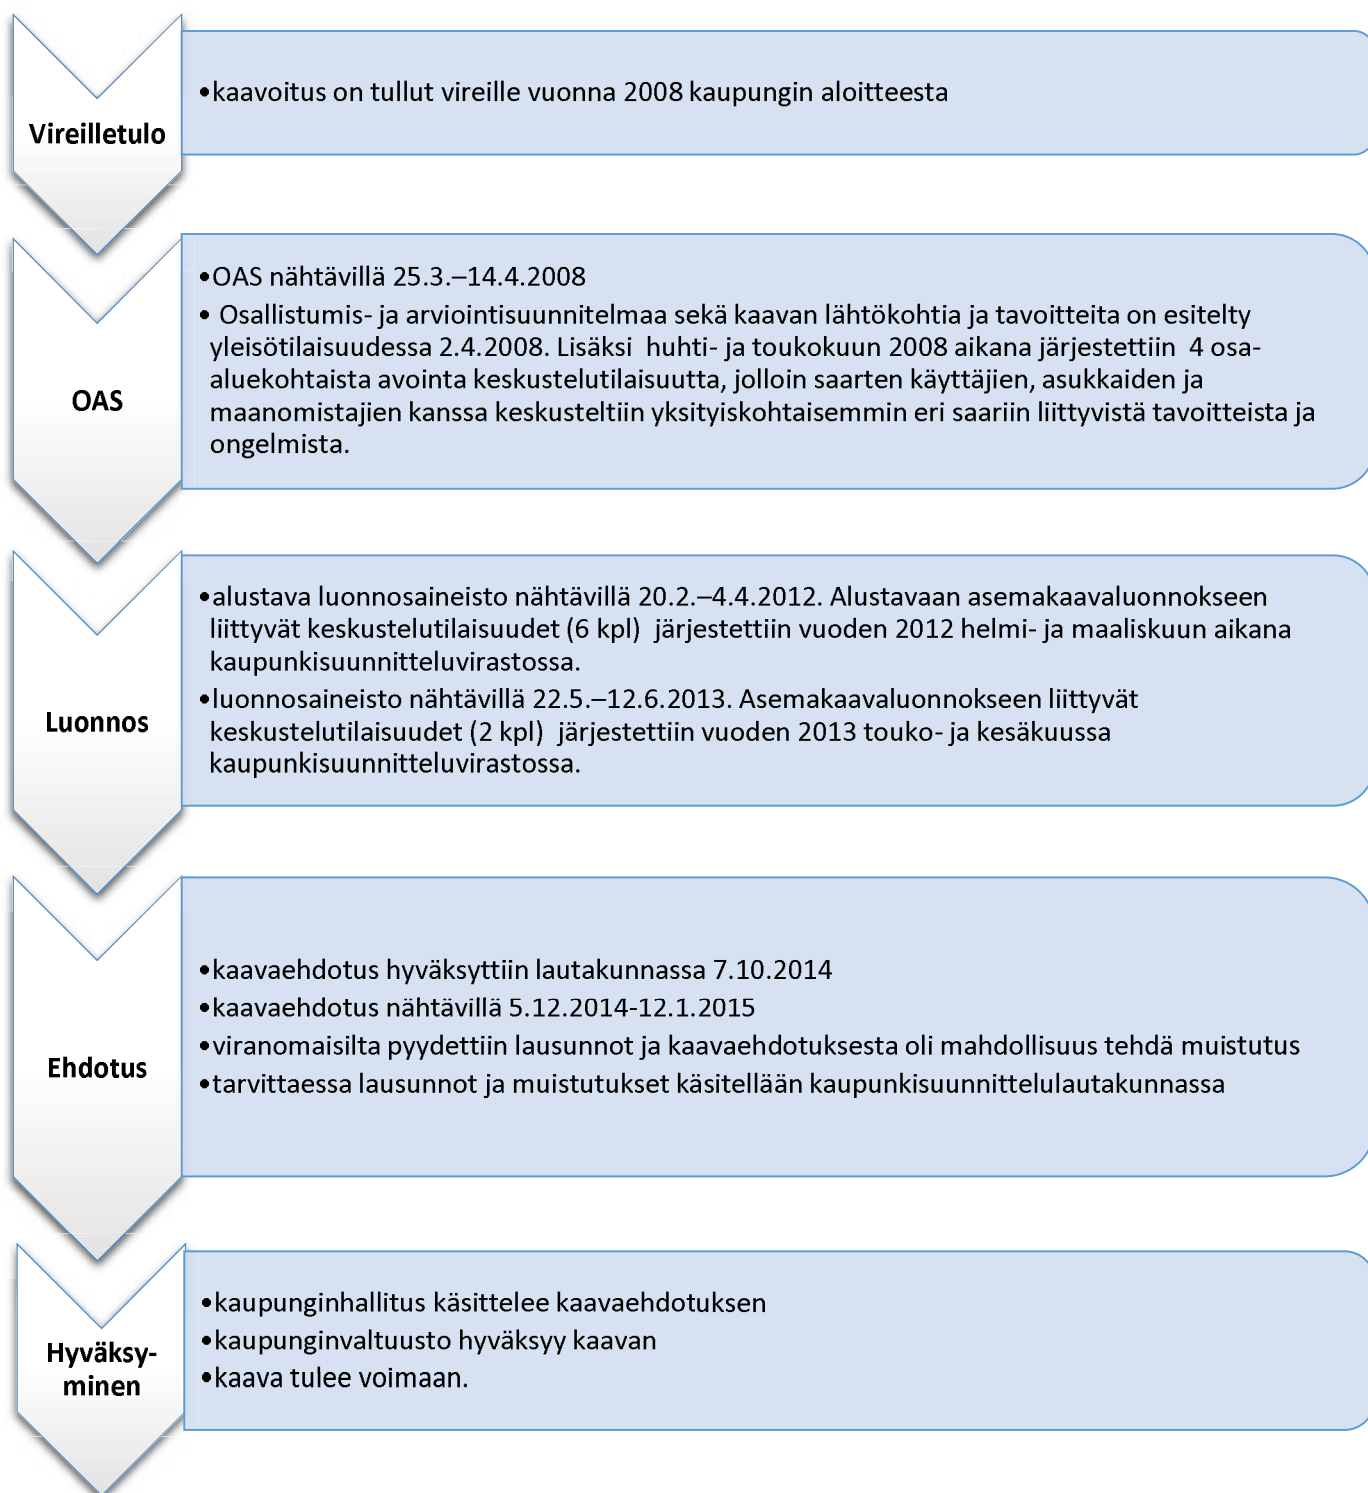 Vireilletulo
•kaavoitus on tullut vireille vuonna 2008 kaupungin aloitteesta
OAS
•OAS nähtävillä 25.3.–14.4.2008
• Osallistumis- ja arviointisuunnitelmaa sekä kaavan lähtökohtia ja tavoitteita on esitelty
yleisötilaisuudessa 2.4.2008. Lisäksi huhti- ja toukokuun 2008 aikana järjestettiin 4 osa-
aluekohtaista avointa keskustelutilaisuutta, jolloin saarten käyttäjien, asukkaiden ja
maanomistajien kanssa keskusteltiin yksityiskohtaisemmin eri saariin liittyvistä tavoitteista ja
ongelmista.
Luonnos
•alustava luonnosaineisto nähtävillä 20.2.–4.4.2012. Alustavaan asemakaavaluonnokseen
liittyvät keskustelutilaisuudet (6 kpl) järjestettiin vuoden 2012 helmi- ja maaliskuun aikana
kaupunkisuunnitteluvirastossa.
•luonnosaineisto nähtävillä 22.5.–12.6.2013. Asemakaavaluonnokseen liittyvät
keskustelutilaisuudet (2 kpl) järjestettiin vuoden 2013 touko- ja kesäkuussa
kaupunkisuunnitteluvirastossa.
Ehdotus
•kaavaehdotus hyväksyttiin lautakunnassa 7.10.2014
•kaavaehdotus nähtävillä 5.12.2014-12.1.2015
•viranomaisilta pyydettiin lausunnot ja kaavaehdotuksesta oli mahdollisuus tehdä muistutus
•tarvittaessa lausunnot ja muistutukset käsitellään kaupunkisuunnittelulautakunnassa
Hyväksy-
minen
•kaupunginhallitus käsittelee kaavaehdotuksen
•kaupunginvaltuusto hyväksyy kaavan
•kaava tulee voimaan.